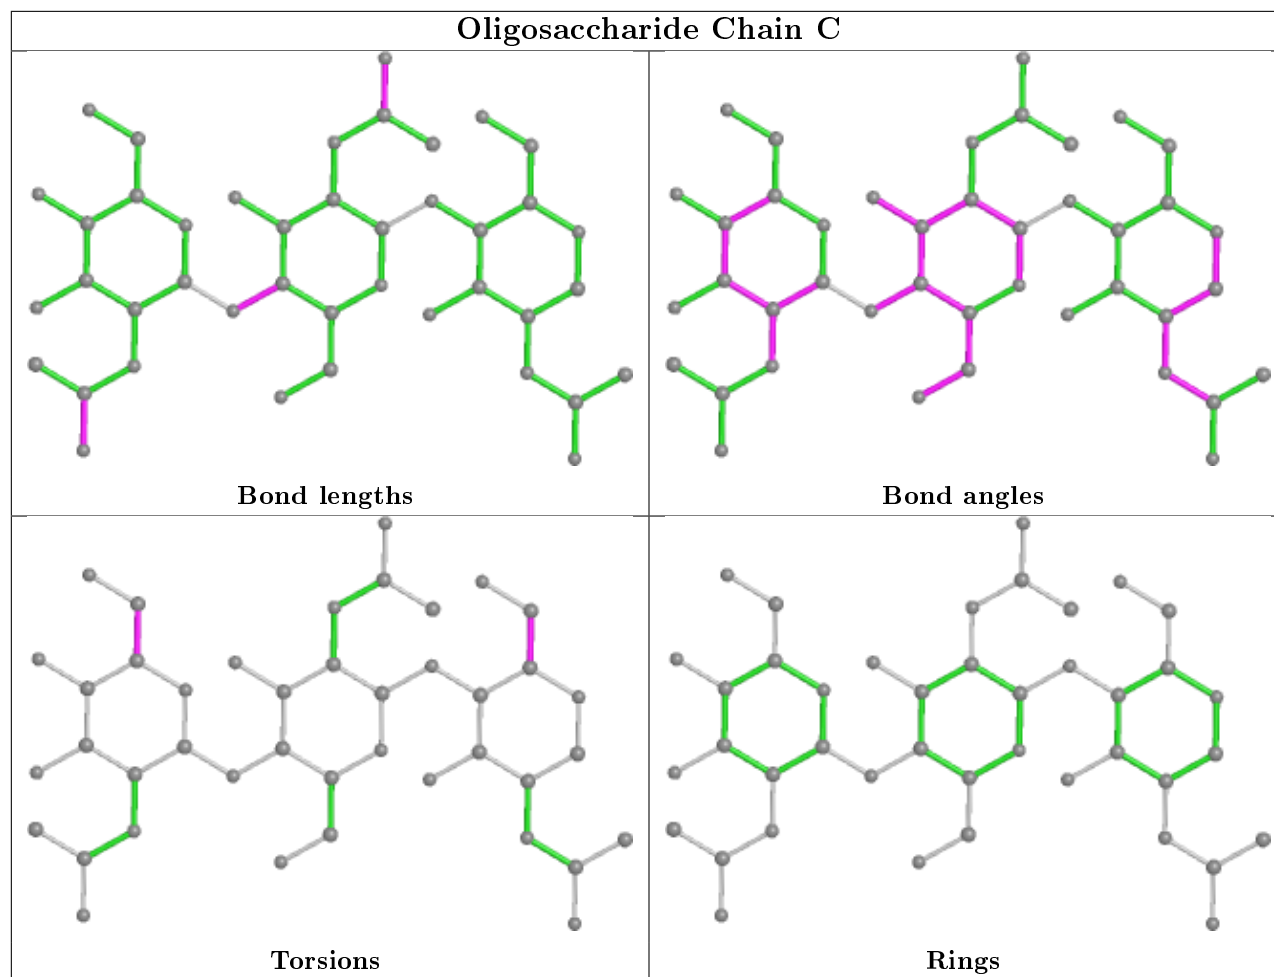 Oligosaccharide Chain C
Bond lengths
Bond angles
Torsions
Rings